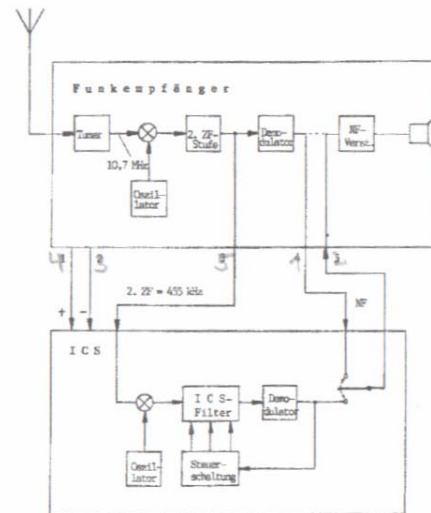 Funkempfänger
Tuner
2. ZF-
Stufe
Demo-
dulator
NF-
Verst.
10,7 MHz
Oszil-
lator
4 3 5 1 2
2. ZF = 455 kHz
NF
+ -
ICS
ICS-
Filter
Demo-
dulator
Oszil-
lator
Steuer-
schaltung